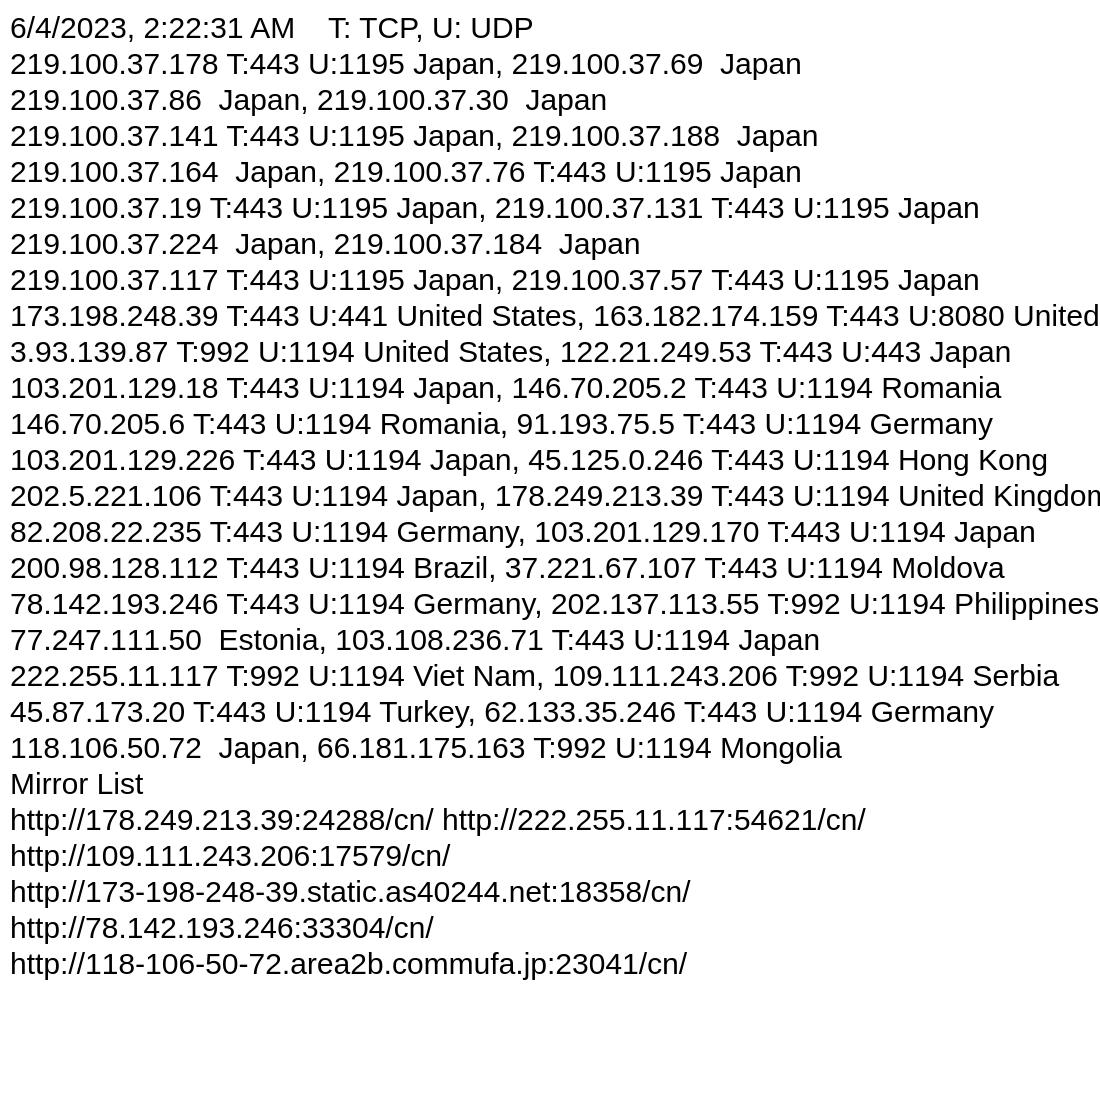 6/4/2023, 2:22:31 AM    T: TCP, U: UDP
219.100.37.178 T:443 U:1195 Japan, 219.100.37.69  Japan
219.100.37.86  Japan, 219.100.37.30  Japan
219.100.37.141 T:443 U:1195 Japan, 219.100.37.188  Japan
219.100.37.164  Japan, 219.100.37.76 T:443 U:1195 Japan
219.100.37.19 T:443 U:1195 Japan, 219.100.37.131 T:443 U:1195 Japan
219.100.37.224  Japan, 219.100.37.184  Japan
219.100.37.117 T:443 U:1195 Japan, 219.100.37.57 T:443 U:1195 Japan
173.198.248.39 T:443 U:441 United States, 163.182.174.159 T:443 U:8080 United
3.93.139.87 T:992 U:1194 United States, 122.21.249.53 T:443 U:443 Japan
103.201.129.18 T:443 U:1194 Japan, 146.70.205.2 T:443 U:1194 Romania
146.70.205.6 T:443 U:1194 Romania, 91.193.75.5 T:443 U:1194 Germany
103.201.129.226 T:443 U:1194 Japan, 45.125.0.246 T:443 U:1194 Hong Kong
202.5.221.106 T:443 U:1194 Japan, 178.249.213.39 T:443 U:1194 United Kingdom
82.208.22.235 T:443 U:1194 Germany, 103.201.129.170 T:443 U:1194 Japan
200.98.128.112 T:443 U:1194 Brazil, 37.221.67.107 T:443 U:1194 Moldova
78.142.193.246 T:443 U:1194 Germany, 202.137.113.55 T:992 U:1194 Philippines
77.247.111.50  Estonia, 103.108.236.71 T:443 U:1194 Japan
222.255.11.117 T:992 U:1194 Viet Nam, 109.111.243.206 T:992 U:1194 Serbia
45.87.173.20 T:443 U:1194 Turkey, 62.133.35.246 T:443 U:1194 Germany
118.106.50.72  Japan, 66.181.175.163 T:992 U:1194 Mongolia
Mirror List
http://178.249.213.39:24288/cn/ http://222.255.11.117:54621/cn/
http://109.111.243.206:17579/cn/
http://173-198-248-39.static.as40244.net:18358/cn/
http://78.142.193.246:33304/cn/
http://118-106-50-72.area2b.commufa.jp:23041/cn/